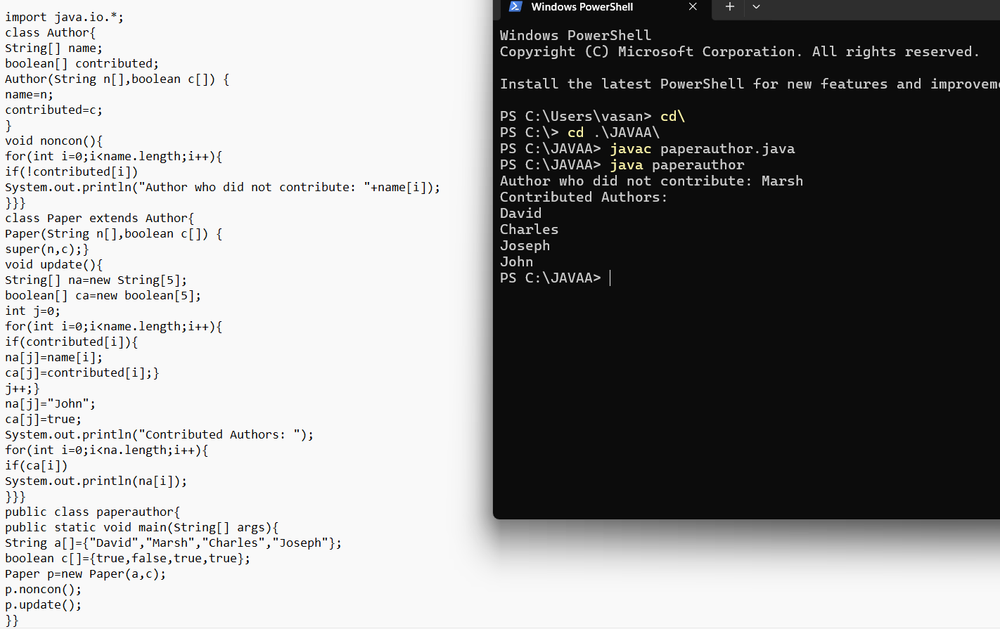 import java.io.*;
class Author{
String[] name;
boolean[] contributed;
Author(String n[],boolean c[]) {
name=n;
contributed=c;
}
void noncon(){
for(int i=0;i<name.length;i++){
if(!contributed[i])
System.out.println("Author who did not contribute: "+name[i]);
}}}
class Paper extends Author{
Paper(String n[],boolean c[]) {
super(n,c);}
void update(){
String[] na=new String[5];
boolean[] ca=new boolean[5];
int j=0;
for(int i=0;i<name.length;i++){
if(contributed[i]){
na[j]=name[i];
ca[j]=contributed[i];}
j++;}
na[j]="John";
ca[j]=true;
System.out.println("Contributed Authors: ");
for(int i=0;i<na.length;i++){
if(ca[i])
System.out.println(na[i]);
}}}
public class paperauthor{
public static void main(String[] args){
String a[]={"David","Marsh","Charles","Joseph"};
boolean c[]={true,false,true,true};
Paper p=new Paper(a,c);
p.noncon();
p.update();
}}
Windows PowerShell
Windows PowerShell
Copyright (C) Microsoft Corporation. All rights reserved.
Install the latest PowerShell for new features and improvem
PS C:\Users\vasan> cd\
PS C:\> cd .\JAVAA\
PS C:\JAVAA> javac paperauthor.java
PS C:\JAVAA> java paperauthor
Author who did not contribute: Marsh
Contributed Authors:
David
Charles
Joseph
John
PS C:\JAVAA>